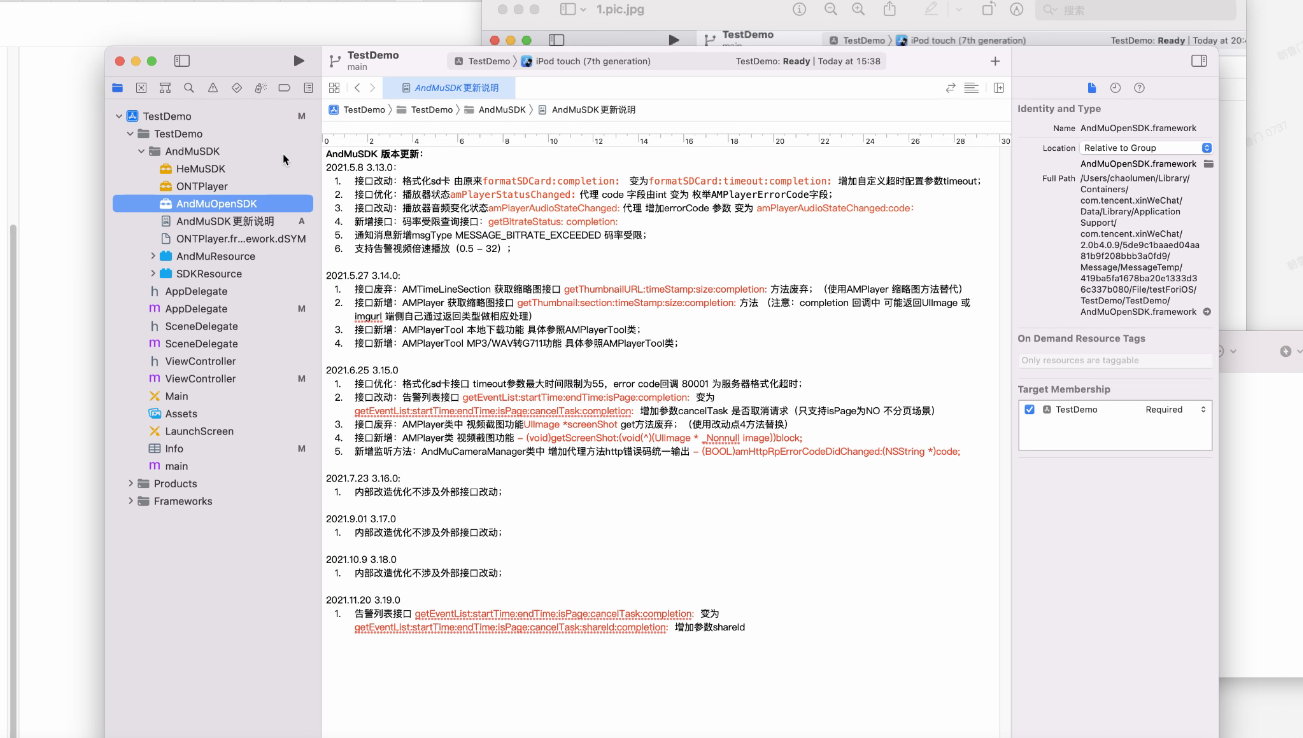 1.pic.jpg
搜索
TestDemo
main
TestDemo 〉 iPod touch (7th generation)
TestDemo: Ready | Today at 20:
TestDemo
main
TestDemo 〉 iPod touch (7th generation)
TestDemo: Ready | Today at 15:38
AndMuSDK更新说明
TestDemo 〉 TestDemo 〉 AndMuSDK 〉 AndMuSDK更新说明
TestDemo M
TestDemo
AndMuSDK
HeMuSDK
ONTPlayer
AndMuOpenSDK
AndMuSDK更新说明 A
ONTPlayer.fr...ework.dSYM
AndMuResource
SDKResource
AppDelegate
AppDelegate M
SceneDelegate
SceneDelegate
ViewController
ViewController M
Main
Assets
LaunchScreen
Info M
main
Products
Frameworks
0 2 4 6 8 10 12 14 16 18 20 22 24 26 28 30
AndMuSDK 版本更新：
2021.5.8 3.13.0：
1. 接口改动：格式化sd卡 由原来formatSDCard:completion: 变为formatSDCard:timeout:completion: 增加自定义超时配置参数timeout；
2. 接口优化：播放器状态amPlayerStatusChanged: 代理 code 字段由int 变为 枚举AMPlayerErrorCode字段；
3. 接口改动：播放器音频变化状态amPlayerAudioStateChanged: 代理 增加errorCode 参数 变为 amPlayerAudioStateChanged:code：
4. 新增接口：码率受限查询接口：getBitrateStatus: completion:
5. 通知消息新增msgType MESSAGE_BITRATE_EXCEEDED 码率受限；
6. 支持告警视频倍速播放（0.5 – 32）；
2021.5.27 3.14.0:
1. 接口废弃：AMTimeLineSection 获取缩略图接口 getThumbnailURL:timeStamp:size:completion: 方法废弃；（使用AMPlayer 缩略图方法替代）
2. 接口新增：AMPlayer 获取缩略图接口 getThumbnail:section:timeStamp:size:completion: 方法 （注意：completion 回调中 可能返回UIImage 或
imgurl 端侧自己通过返回类型做相应处理）
3. 接口新增：AMPlayerTool 本地下载功能 具体参照AMPlayerTool类；
4. 接口新增：AMPlayerTool MP3/WAV转G711功能 具体参照AMPlayerTool类；
2021.6.25 3.15.0
1. 接口优化：格式化sd卡接口 timeout参数最大时间限制为55，error code回调 80001 为服务器格式化超时；
2. 接口改动：告警列表接口 getEventList:startTime:endTime:isPage:completion: 变为
getEventList:startTime:endTime:isPage:cancelTask:completion: 增加参数cancelTask 是否取消请求（只支持isPage为NO 不分页场景）
3. 接口废弃：AMPlayer类中 视频截图功能UIImage *screenShot get方法废弃；（使用改动点4方法替换）
4. 接口新增：AMPlayer类 视频截图功能 – (void)getScreenShot:(void(^)(UIImage * _Nonnull image))block;
5. 新增监听方法：AndMuCameraManager类中 增加代理方法http错误码统一输出 – (BOOL)amHttpRpErrorCodeDidChanged:(NSString *)code;
2021.7.23 3.16.0:
1. 内部改造优化不涉及外部接口改动；
2021.9.01 3.17.0
1. 内部改造优化不涉及外部接口改动；
2021.10.9 3.18.0
1. 内部改造优化不涉及外部接口改动；
2021.11.20 3.19.0
1. 告警列表接口 getEventList:startTime:endTime:isPage:cancelTask:completion: 变为
getEventList:startTime:endTime:isPage:cancelTask:shareId:completion: 增加参数shareId
Identity and Type
Name AndMuOpenSDK.framework
Location Relative to Group
AndMuOpenSDK.framework
Full Path /Users/chaolumen/Library/
Containers/
com.tencent.xinWeChat/
Data/Library/Application
Support/
com.tencent.xinWeChat/
2.0b4.0.9/5de9c1baaed04aa
81b9f208bbb3a0fd9/
Message/MessageTemp/
419ba5fa1678ba20e1333d3
6c337b080/File/testForiOS/
TestDemo/TestDemo/
AndMuOpenSDK.framework
On Demand Resource Tags
Only resources are taggable
Target Membership
TestDemo Required